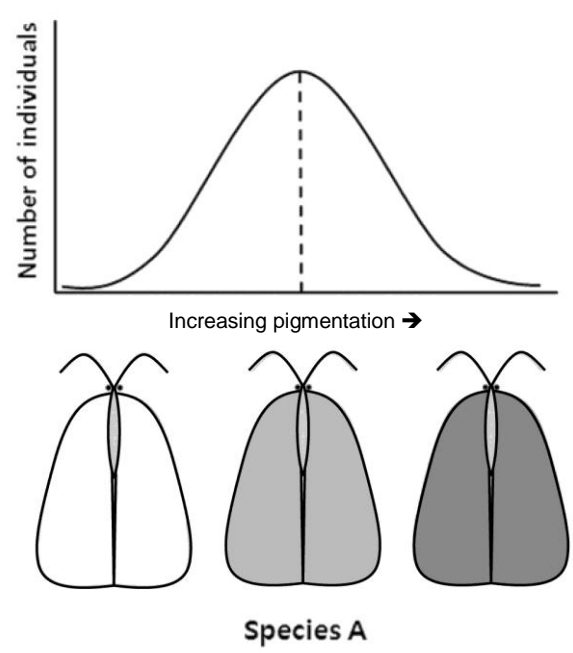 Number of individuals
Increasing pigmentation ➔
Species A